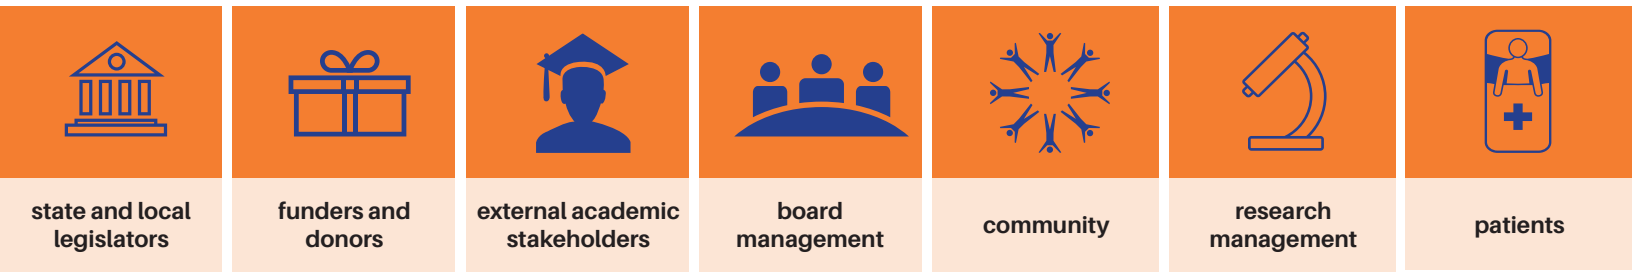 state and local
legislators
funders and
donors
external academic
stakeholders
board
management
community
research
management
patients